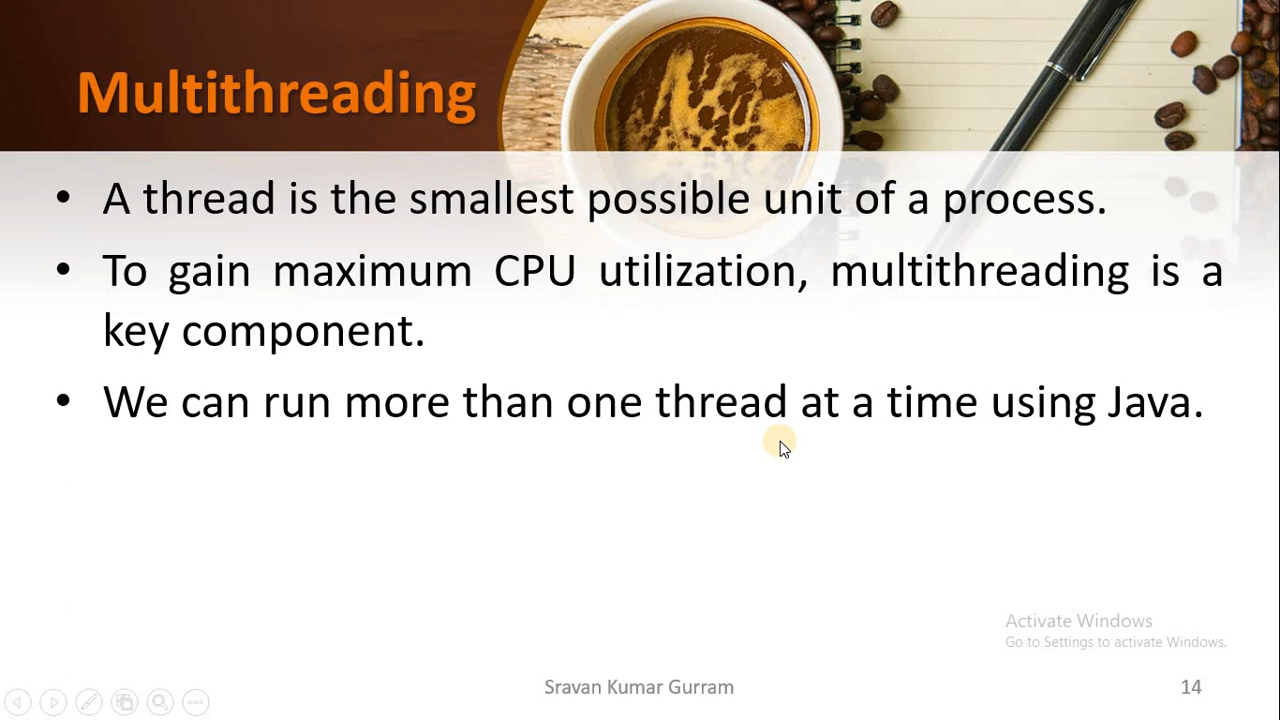 Multithreading
• A thread is the smallest possible unit of a process.
• To gain maximum CPU utilization, multithreading is a
key component.
• We can run more than one thread at a time using Java.
Activate Windows
Go to Settings to activate Windows.
Sravan Kumar Gurram
14